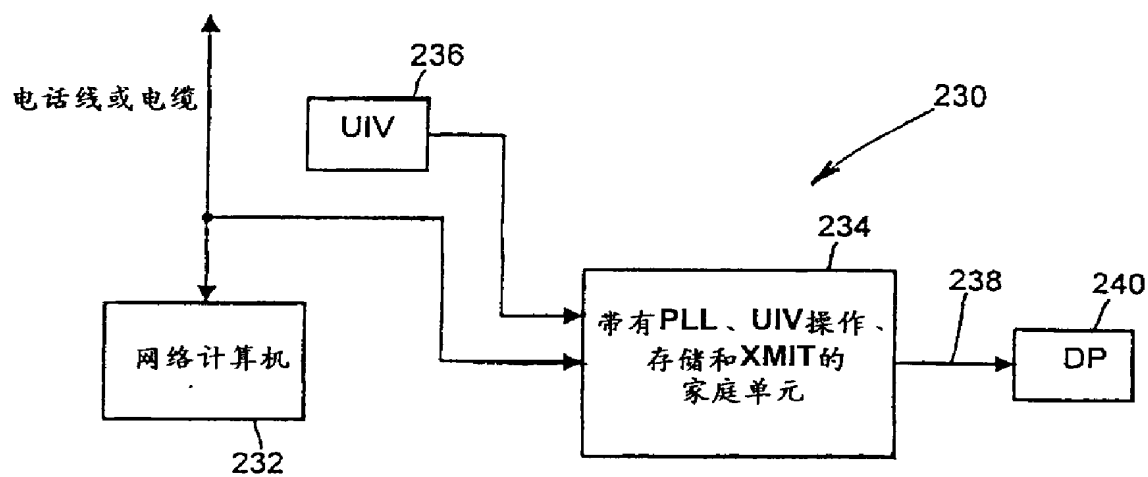 电话线或电缆
236
UIV
230
234
238
240
带有PLL、UIV操作、
存储和XMIT的
家庭单元
DP
网络计算机
232